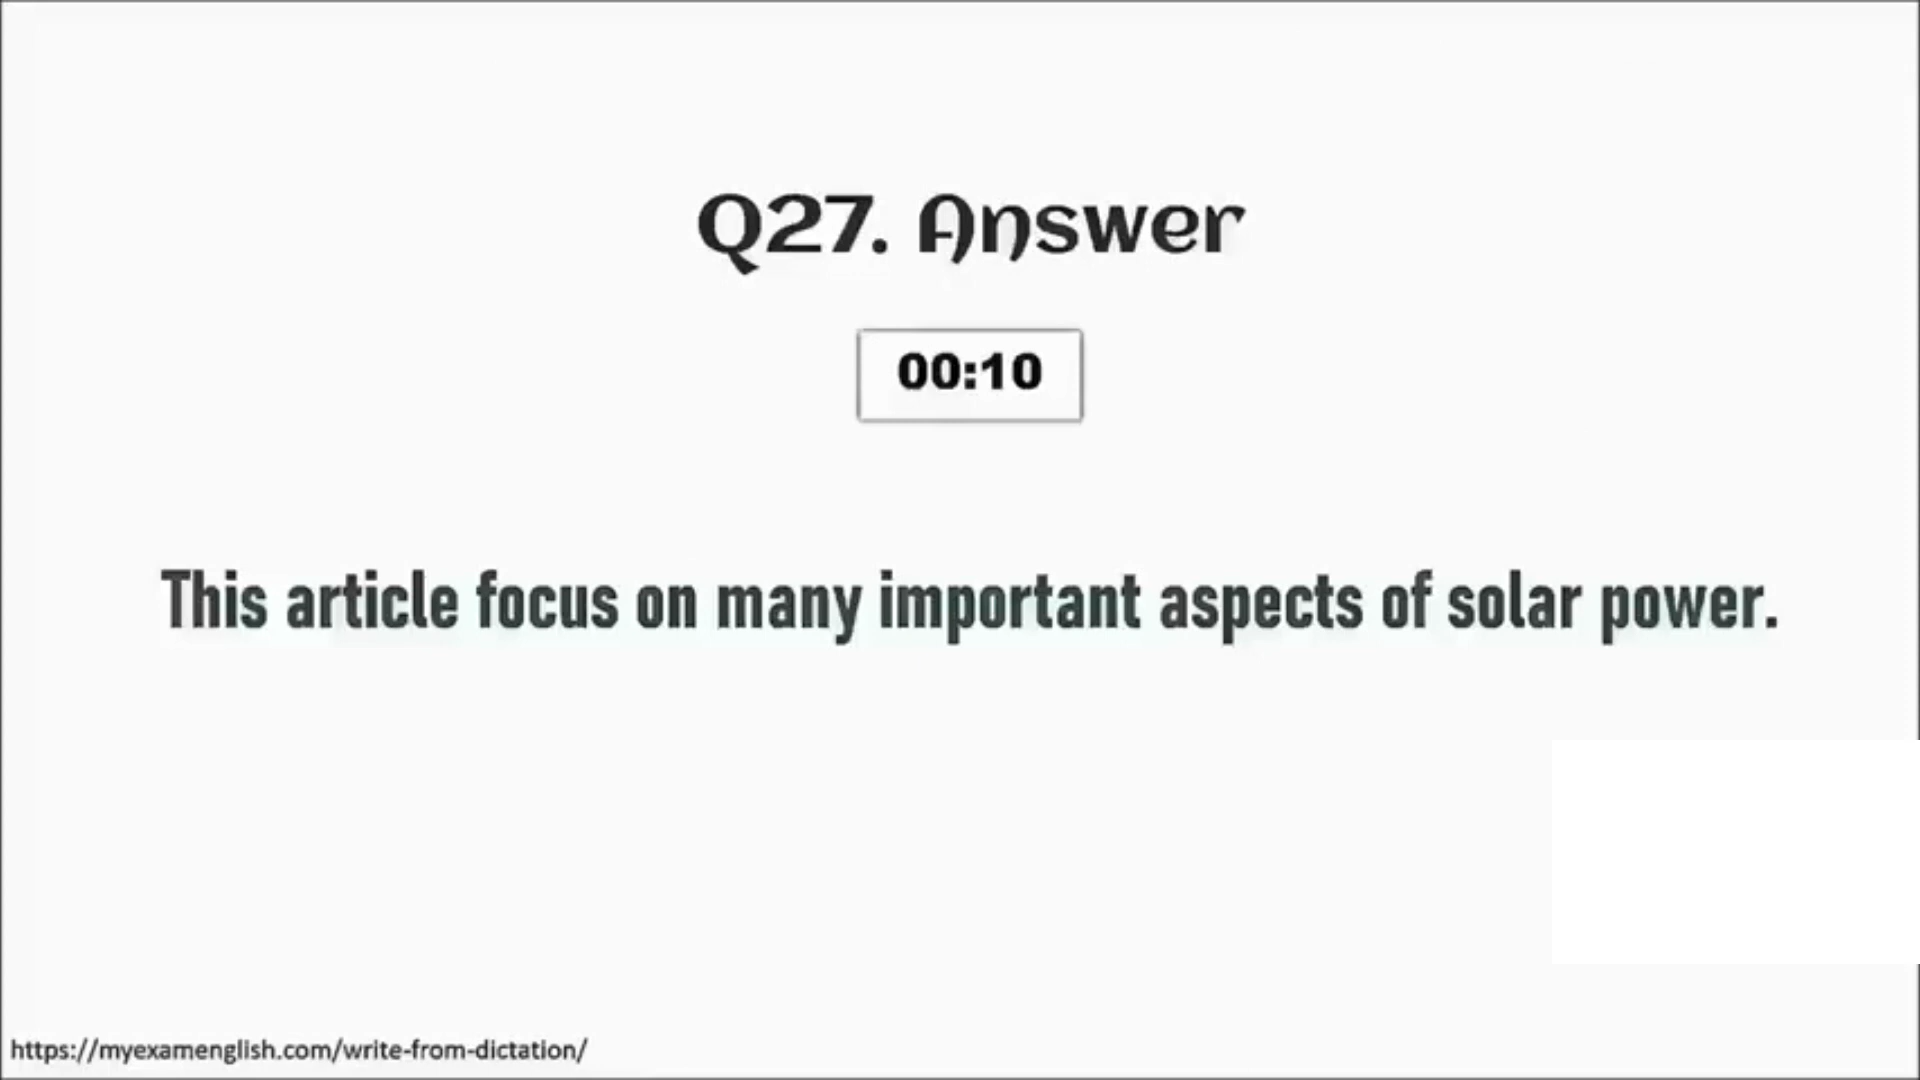 Q27. Answer
00:10
This article focus on many important aspects of solar power.
https://myexamenglish.com/write-from-dictation/